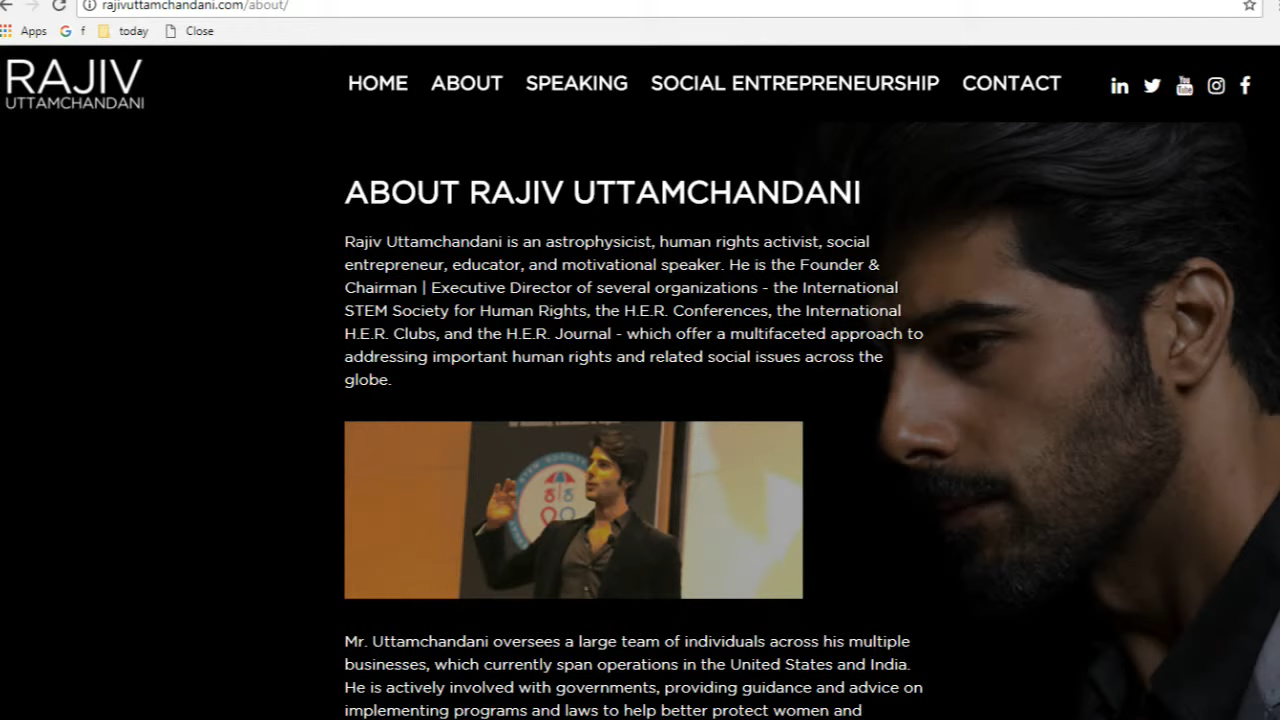 rajivuttamchandani.com/about/
Apps f today Close
RAJIV
UTTAMCHANDANI
HOME ABOUT SPEAKING SOCIAL ENTREPRENEURSHIP CONTACT
ABOUT RAJIV UTTAMCHANDANI
Rajiv Uttamchandani is an astrophysicist, human rights activist, social
entrepreneur, educator, and motivational speaker. He is the Founder &
Chairman | Executive Director of several organizations - the International
STEM Society for Human Rights, the H.E.R. Conferences, the International
H.E.R. Clubs, and the H.E.R. Journal - which offer a multifaceted approach to
addressing important human rights and related social issues across the
globe.
Mr. Uttamchandani oversees a large team of individuals across his multiple
businesses, which currently span operations in the United States and India.
He is actively involved with governments, providing guidance and advice on
implementing programs and laws to help better protect women and